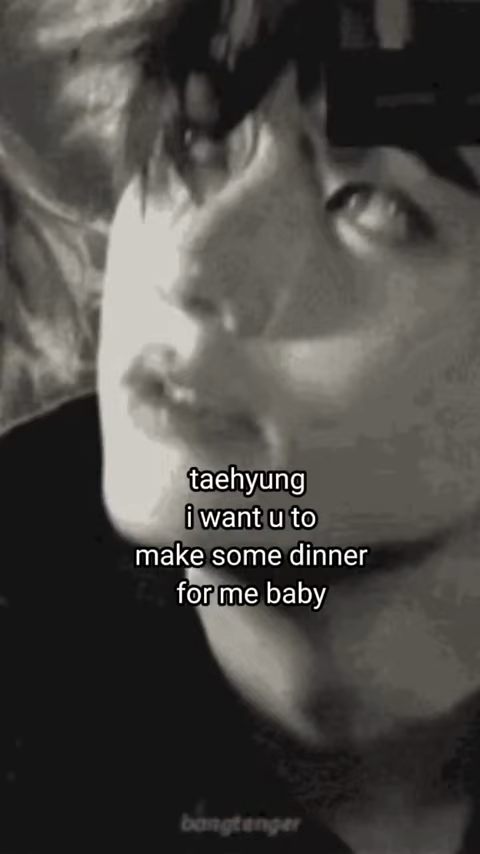 taehyung
i want u to
make some dinner
for me baby
bangtanger